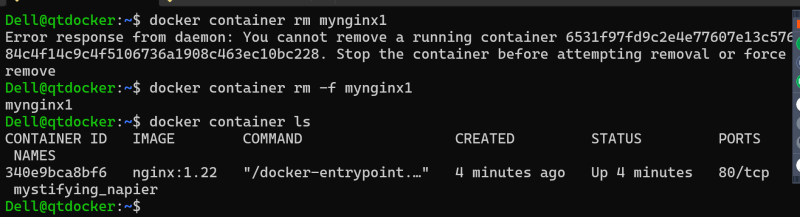 Dell@qtdocker:~$ docker container rm mynginx1
Error response from daemon: You cannot remove a running container 6531f97fd9c2e4e77607e13c576
84c4f14c9c4f5106736a1908c463ec10bc228. Stop the container before attempting removal or force
remove
Dell@qtdocker:~$ docker container rm -f mynginx1
mynginx1
Dell@qtdocker:~$ docker container ls
CONTAINER ID   IMAGE        COMMAND                  CREATED         STATUS         PORTS
 NAMES
340e9bca8bf6   nginx:1.22   "/docker-entrypoint.…"   4 minutes ago   Up 4 minutes   80/tcp
 mystifying_napier
Dell@qtdocker:~$